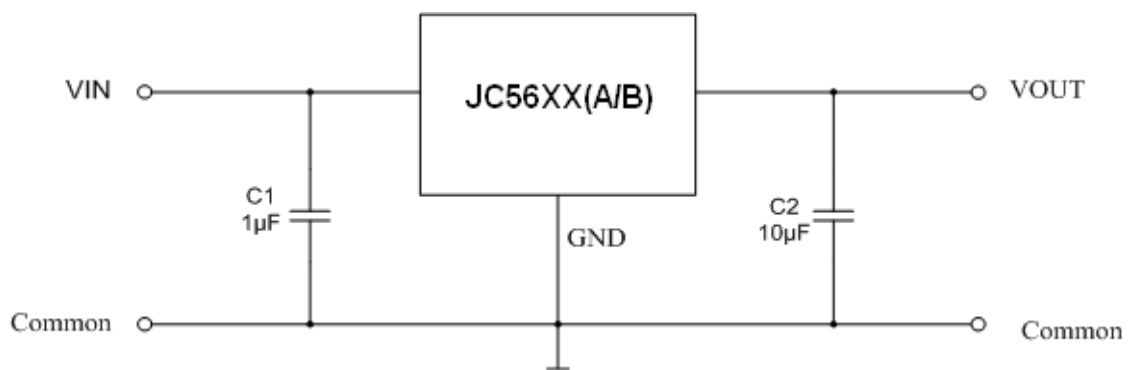 VIN
JC56XX(A/B)
VOUT
C1
1µF
GND
C2
10µF
Common
Common